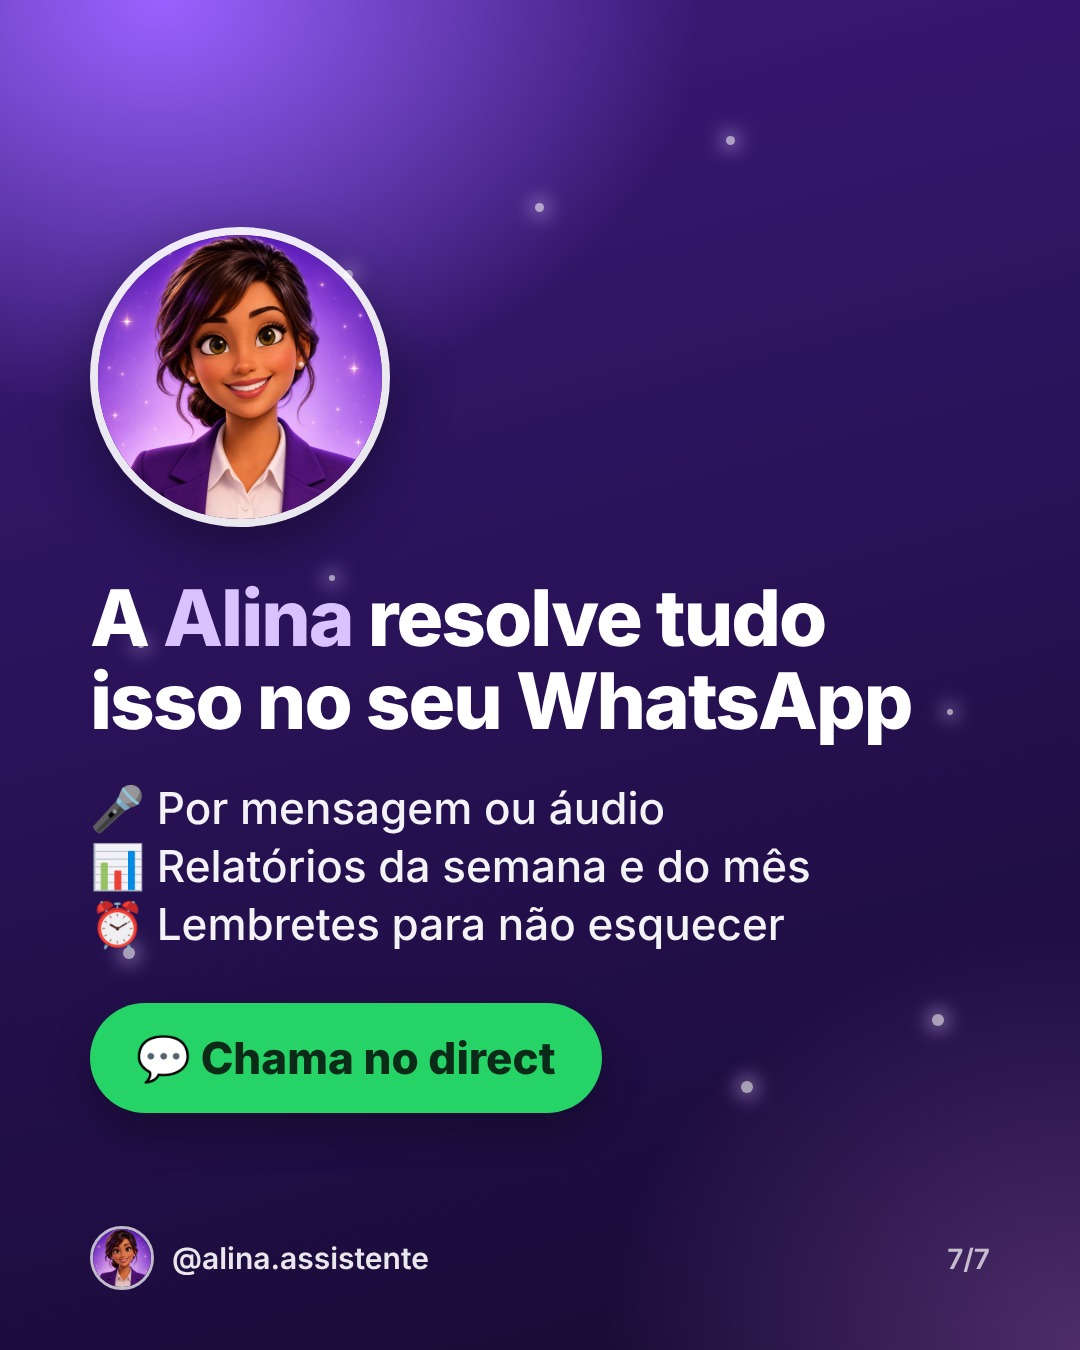 A Alina resolve tudo
isso no seu WhatsApp
🎤 Por mensagem ou áudio
📊 Relatórios da semana e do mês
⏰ Lembretes para não esquecer
💬 Chama no direct
@alina.assistente
7/7